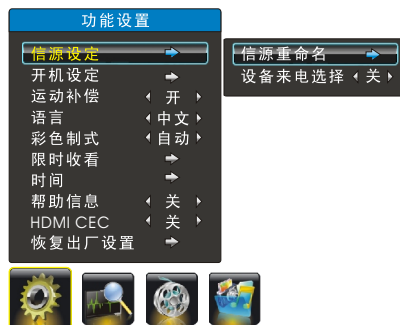 功能设置
信源设定
开机设定
运动补偿 开
语言 中文
彩色制式 自动
限时收看
时间
帮助信息 关
HDMI CEC 关
恢复出厂设置
信源重命名
设备来电选择 关